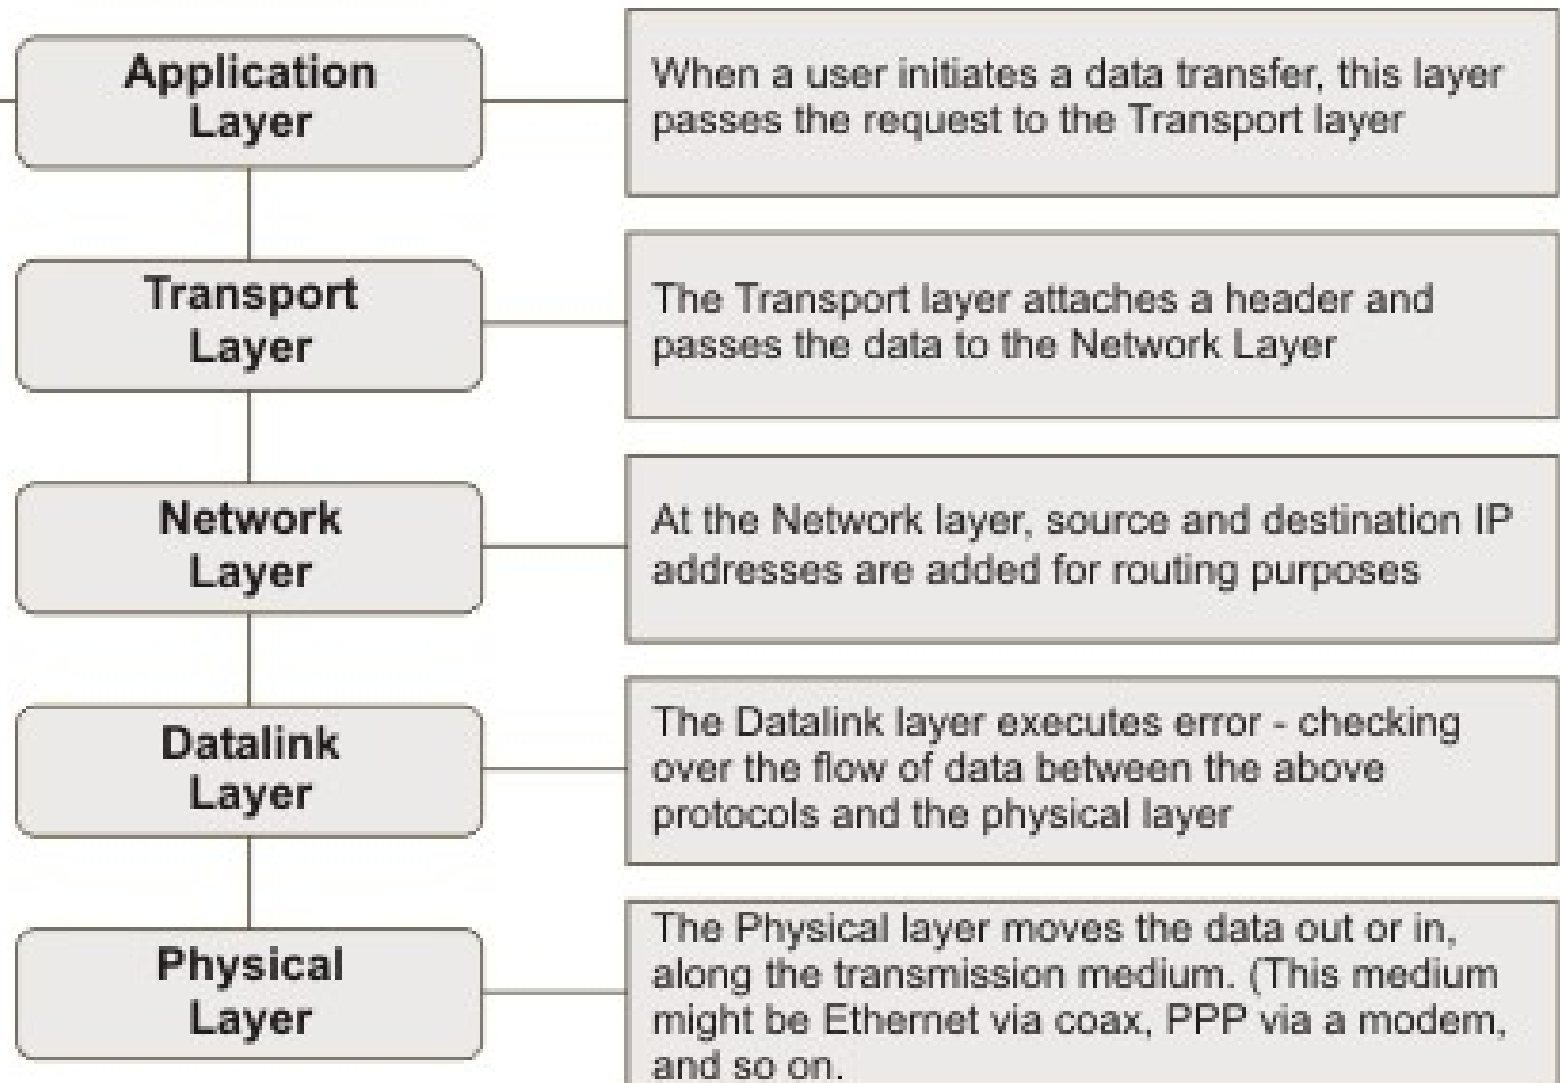 Application
Layer
When a user initiates a data transfer, this layer
passes the request to the Transport layer
Transport
Layer
The Transport layer attaches a header and
passes the data to the Network Layer
Network
Layer
At the Network layer, source and destination IP
addresses are added for routing purposes
Datalink
Layer
The Datalink layer executes error - checking
over the flow of data between the above
protocols and the physical layer
Physical
Layer
The Physical layer moves the data out or in,
along the transmission medium. (This medium
might be Ethernet via coax, PPP via a modem,
and so on.